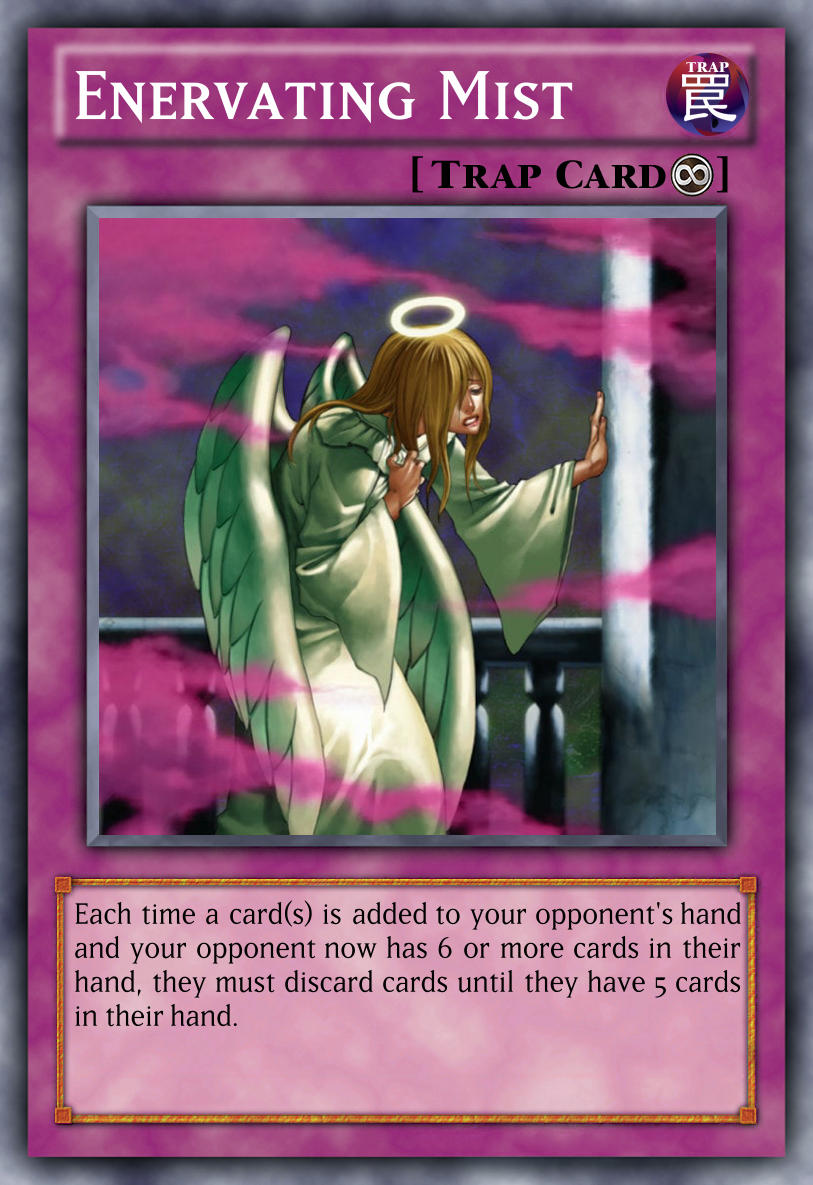 Enervating Mist
TRAP
罠
[Trap Card∞]
Each time a card(s) is added to your opponent's hand
and your opponent now has 6 or more cards in their
hand, they must discard cards until they have 5 cards
in their hand.